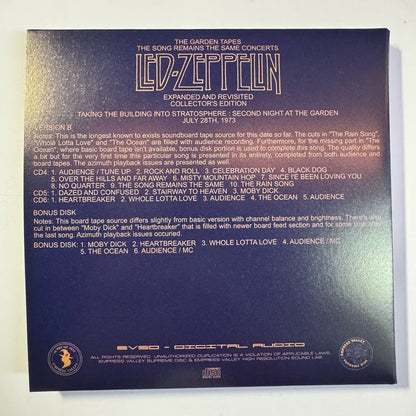 THE GARDEN TAPES
THE SONG REMAINS THE SAME CONCERTS
LED-ZEPPELIN
EXPANDED AND REVISITED
COLLECTOR'S EDITION
TAKING THE BUILDING INTO STRATOSPHERE : SECOND NIGHT AT THE GARDEN
JULY 28TH, 1973
VERSION B
Notes: This is the longest known to exists soundboard tape source for this date so far. The cuts in "The Rain Song",
"Whole Lotta Love" and "The Ocean" are filled with audience recording. Furthermore, for the missing part in "The
Ocean", where basic board tape isn't available, bonus disk portion is used to complete this song. The quality differs
a bit but for the very first time this particular song is presented in its entirety, completed from both audience and
board tapes. The azimuth playback issues are presented as well.
CD4: 1. AUDIENCE / TUNE UP 2. ROCK AND ROLL 3. CELEBRATION DAY 4. BLACK DOG
5. OVER THE HILLS AND FAR AWAY 6. MISTY MOUNTAIN HOP 7. SINCE I'VE BEEN LOVING YOU
8. NO QUARTER 9. THE SONG REMAINS THE SAME 10. THE RAIN SONG
CD5: 1. DAZED AND CONFUSED 2. STAIRWAY TO HEAVEN 3. MOBY DICK
CD6: 1. HEARTBREAKER 2. WHOLE LOTTA LOVE 3. AUDIENCE 4. THE OCEAN 5. AUDIENCE
BONUS DISK
Notes: This board tape source differs slightly from basic version with channel balance and brightness. There's also
cut in between "Moby Dick" and "Heartbreaker" that is filled with newer board feed section and for some
the last song. Azimuth playback issues occuried.
BONUS DISK: 1. MOBY DICK 2. HEARTBREAKER 3. WHOLE LOTTA LOVE 4. AUDIENCE / MC
5. THE OCEAN 6. AUDIENCE / MC
EVSD - DIGITAL AUDIO
ALL RIGHTS RESERVED. UNAUTHORIZED DUPLICATION IS A VIOLATION OF APPLICABLE LAWS.
EMPRESS VALLEY SUPREME DISC & EMPRESS VALLEY HIGH RESOLUTION SOUND LAB.
EMPRESS VALLEY
SUPREME DISC